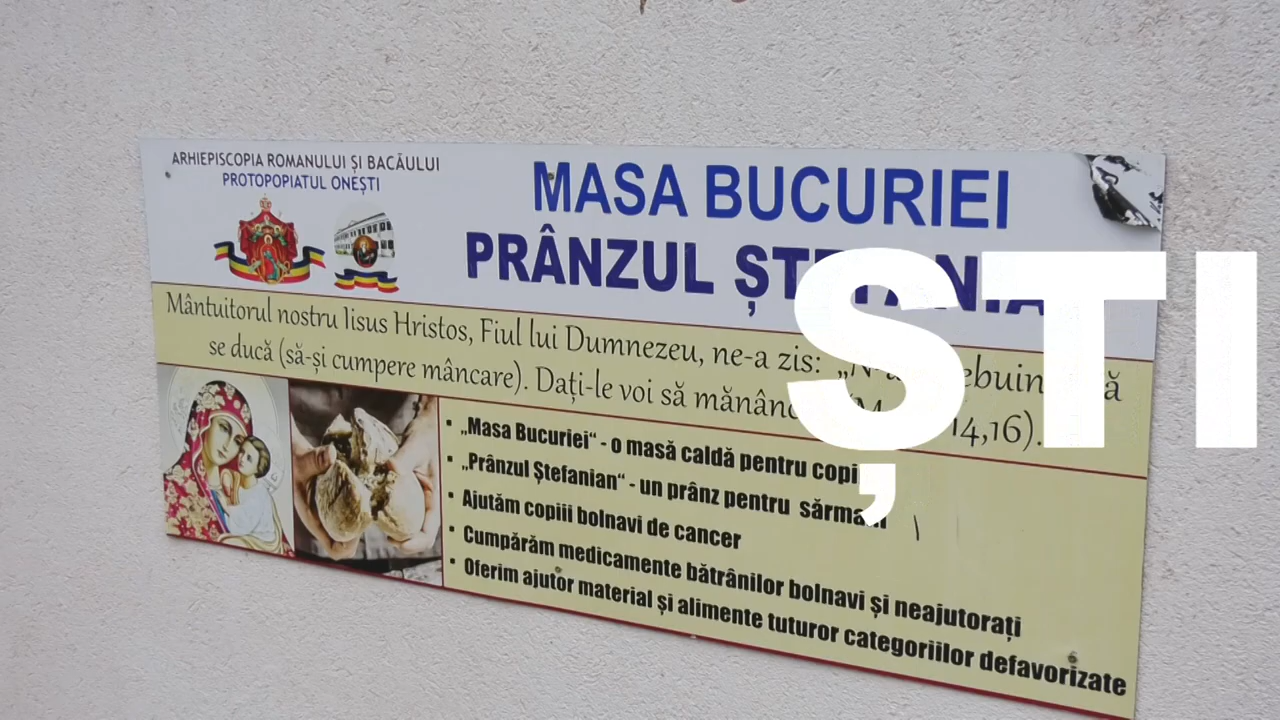 ARHIEPISCOPIA ROMANULUI ȘI BACĂULUI
PROTOPOPIATUL ONEȘTI
MASA BUCURIEI
PRÂNZUL
ȘTI
Mântuitorul nostru Iisus Hristos, Fiul lui Dumnezeu, ne-a zis:
se ducă (să-și cumpere mâncare). Dați-le voi să 14,16).
▪ „Masa Bucuriei“ - o masă caldă pentru
▪ „Prânzul Ștefanian“ - un prânz pentru
▪ Ajutăm copiii bolnavi de cancer
▪ Cumpărăm medicamente bătrânilor bolnavi și neajutorați
▪ Oferim ajutor material și alimente tuturor categoriilor defavorizate